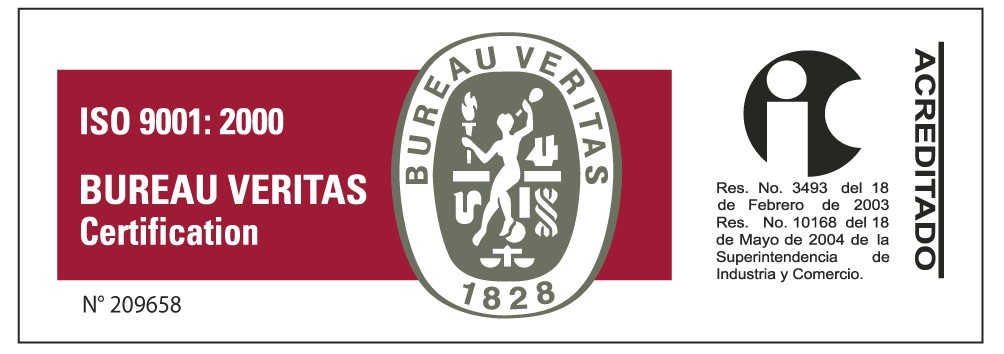 ISO 9001: 2000
BUREAU VERITAS
Certification
N° 209658
BUREAU VERITAS
1828
Res. No. 3493 del 18
de Febrero de 2003
Res. No. 10168 del 18
de Mayo de 2004 de la
Superintendencia de
Industria y Comercio.
ACREDITADO